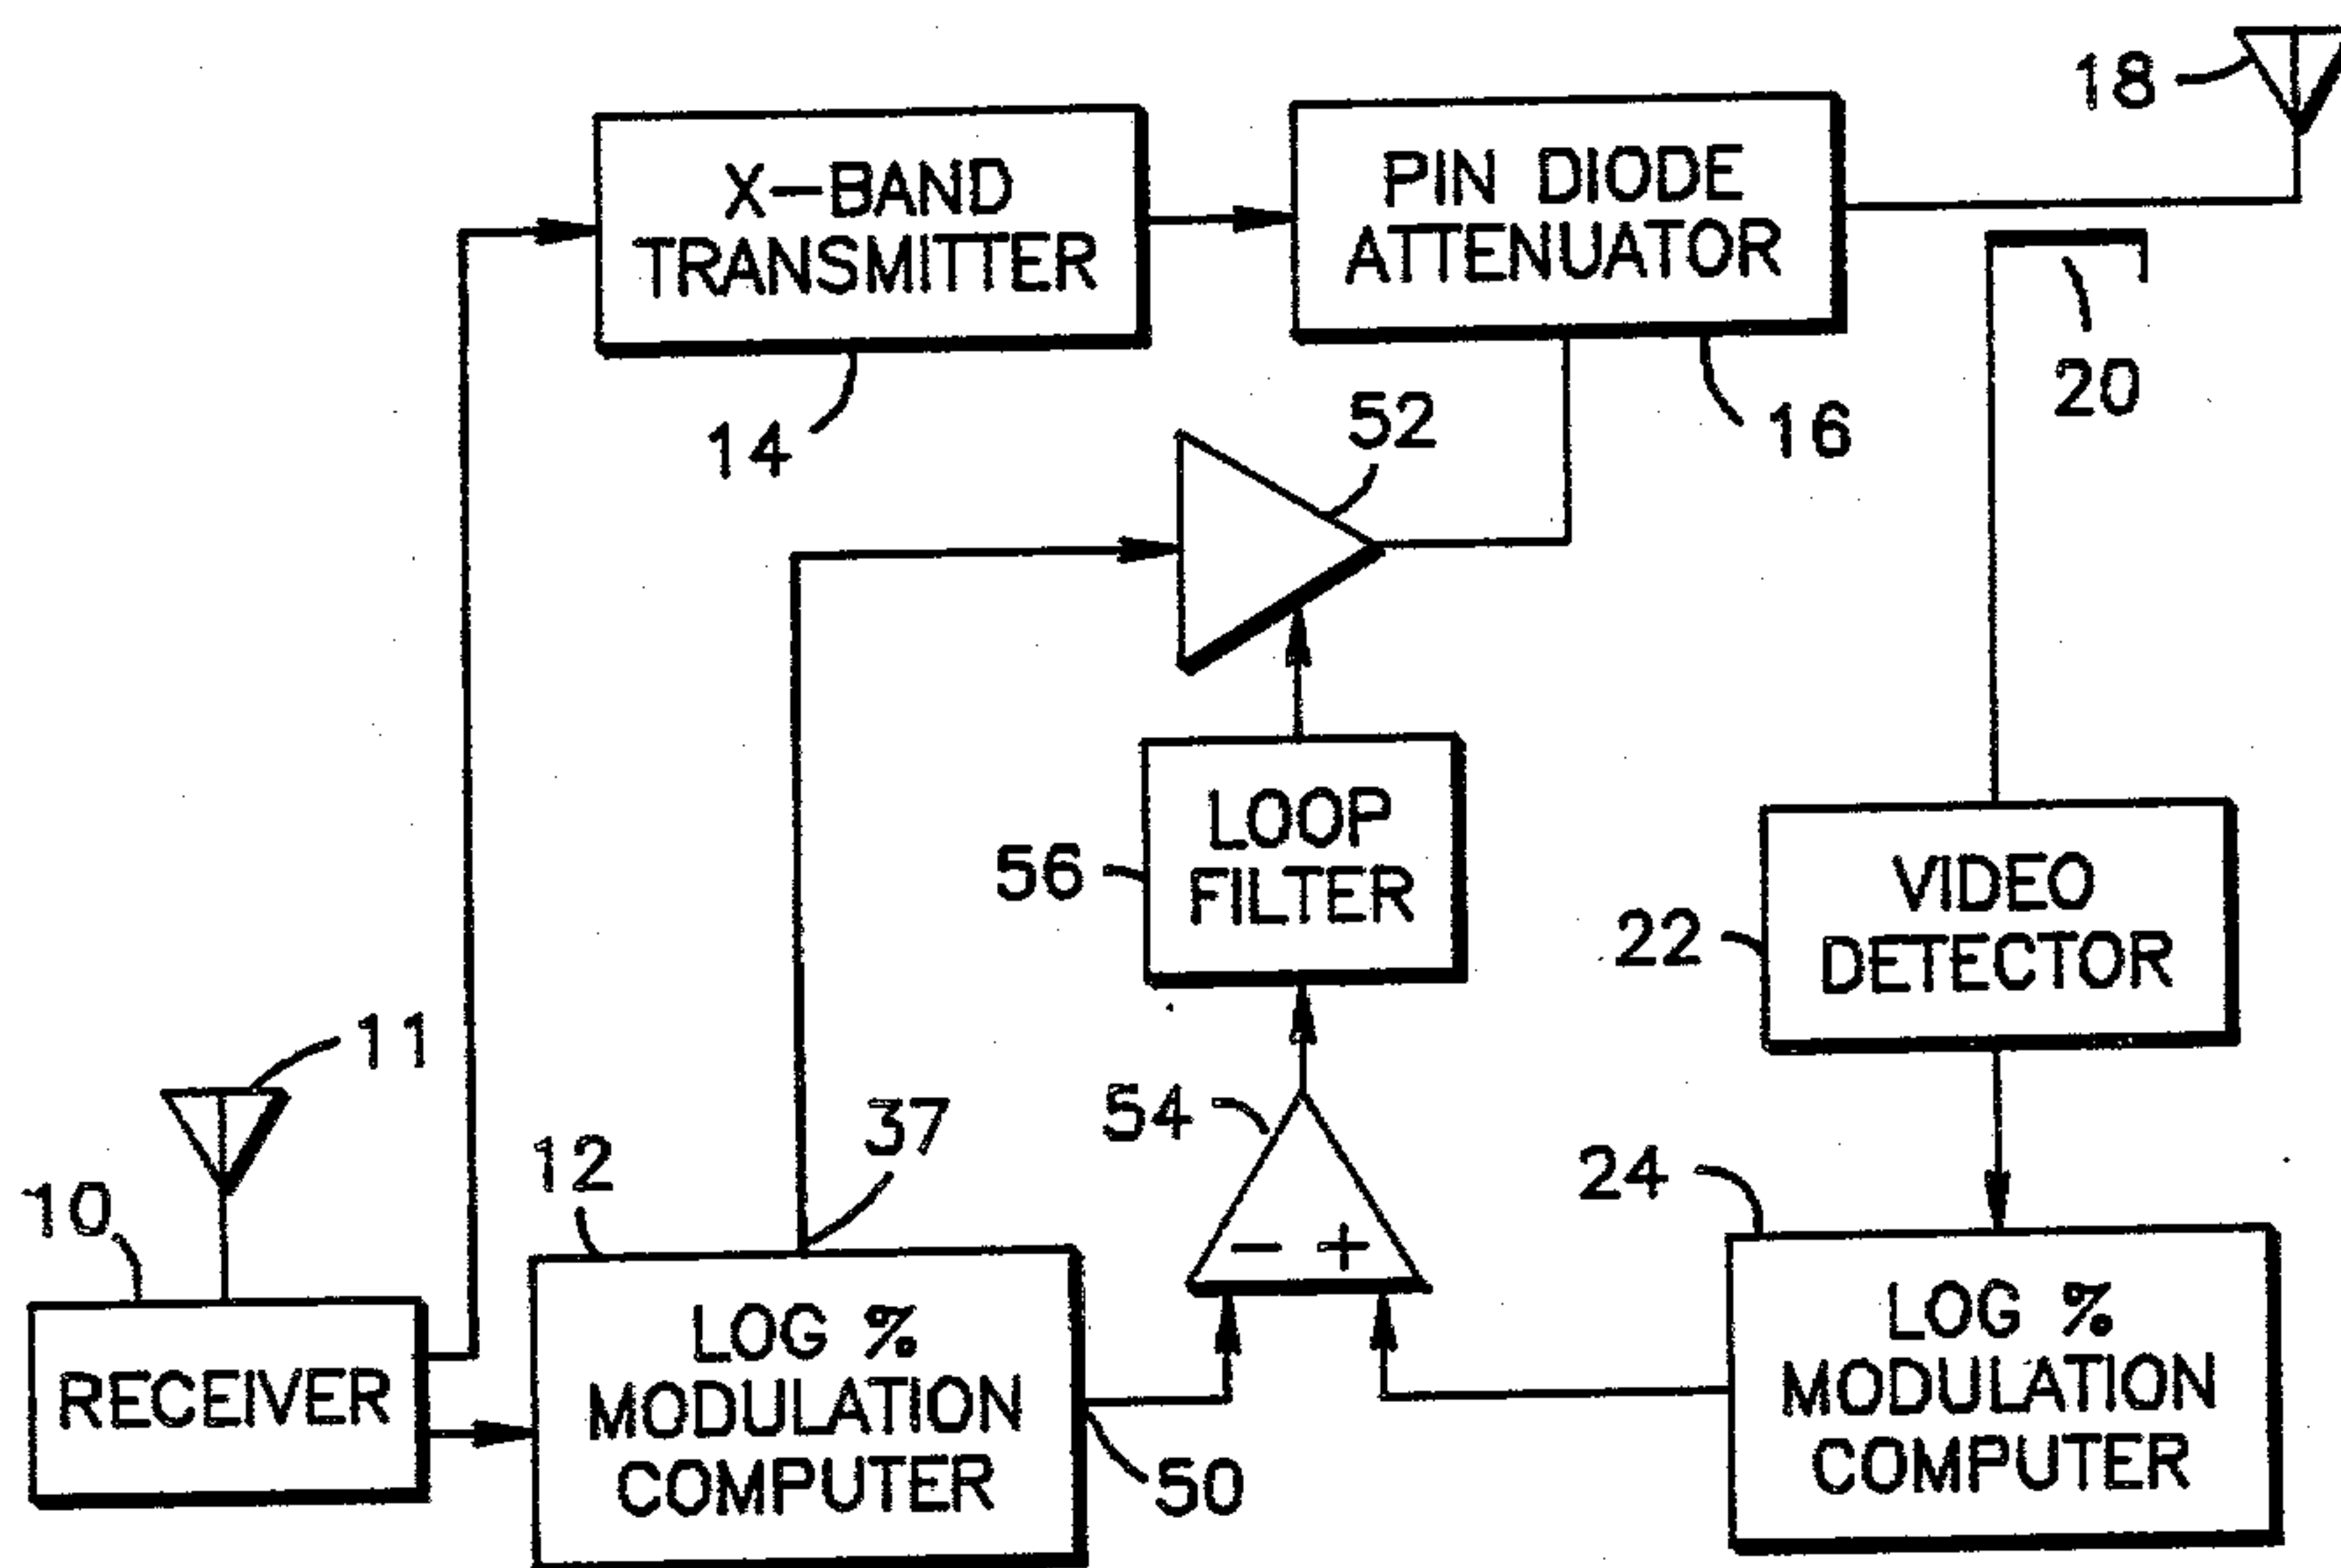 18
X-BAND
TRANSMITTER
PIN DIODE
ATTENUATOR
14
52
16
20
LOOP
FILTER
56
VIDEO
DETECTOR
22
11
37
54
12
24
10
- +
RECEIVER
LOG %
MODULATION
COMPUTER
50
LOG %
MODULATION
COMPUTER